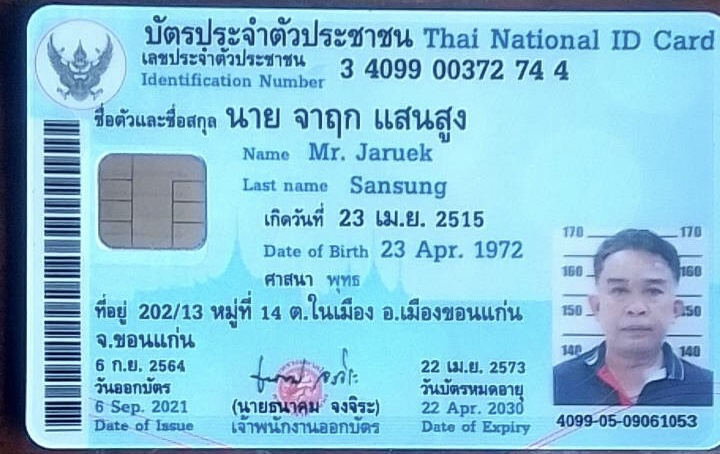 บัตรประจำตัวประชาชน Thai National ID Card
เลขประจำตัวประชาชน
Identification Number 3 4099 00372 74 4
ชื่อตัวและชื่อสกุล นาย จาฤก แสนสูง
Name Mr. Jaruek
Last name Sansung
เกิดวันที่ 23 เม.ย. 2515
Date of Birth 23 Apr. 1972
ศาสนา พุทธ
ที่อยู่ 202/13 หมู่ที่ 14 ต.ในเมือง อ.เมืองขอนแก่น
จ.ขอนแก่น
6 ก.ย. 2564
วันออกบัตร
6 Sep. 2021
Date of Issue
(นายธนาคม จงจิระ)
เจ้าพนักงานออกบัตร
22 เม.ย. 2573
วันบัตรหมดอายุ
22 Apr. 2030
Date of Expiry
170 170
160 160
150 150
140 140
4099-05-09061053